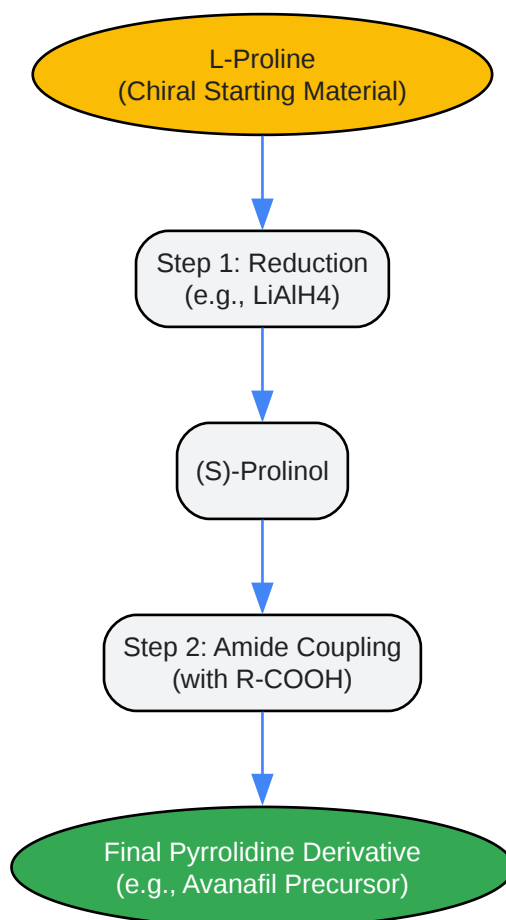 L-Proline
(Chiral Starting Material)
Step 1: Reduction
(e.g., LiAlH4)
(S)-Prolinol
Step 2: Amide Coupling
(with R-COOH)
Final Pyrrolidine Derivative
(e.g., Avanafil Precursor)